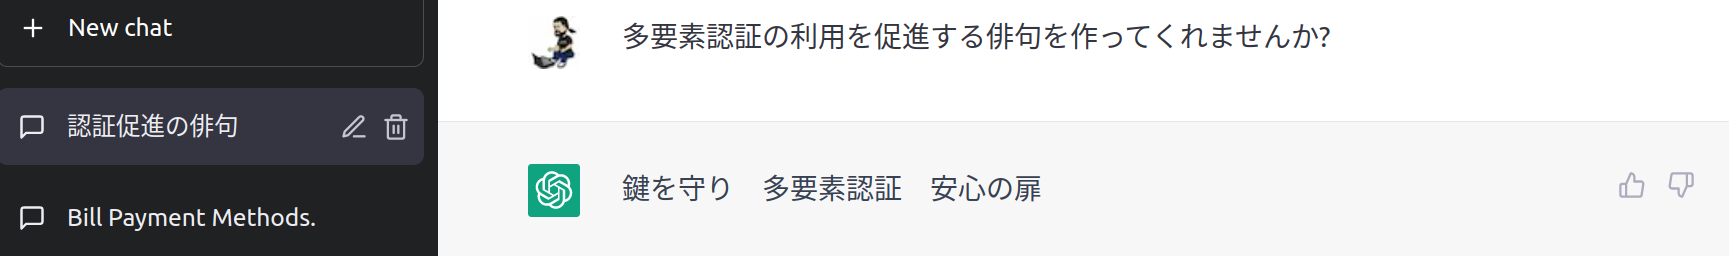 New chat
認証促進の俳句
Bill Payment Methods.
多要素認証の利用を促進する俳句を作ってくれませんか?
鍵を守り　多要素認証　安心の扉